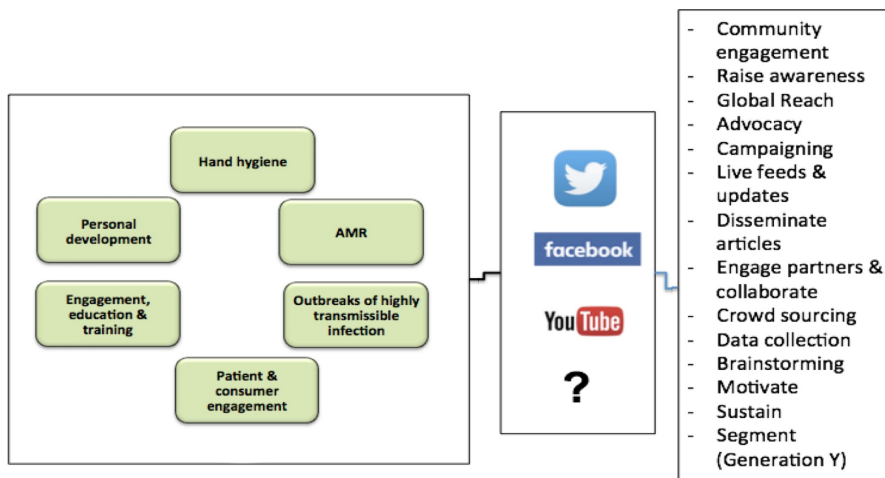 Hand hygiene
Personal
development
AMR
Engagement,
education &
training
Outbreaks of highly
transmissible
infection
Patient &
consumer
engagement
facebook
YouTube
?
- Community
engagement
- Raise awareness
- Global Reach
- Advocacy
- Campaigning
- Live feeds &
updates
- Disseminate
articles
- Engage partners &
collaborate
- Crowd sourcing
- Data collection
- Brainstorming
- Motivate
- Sustain
- Segment
(Generation Y)